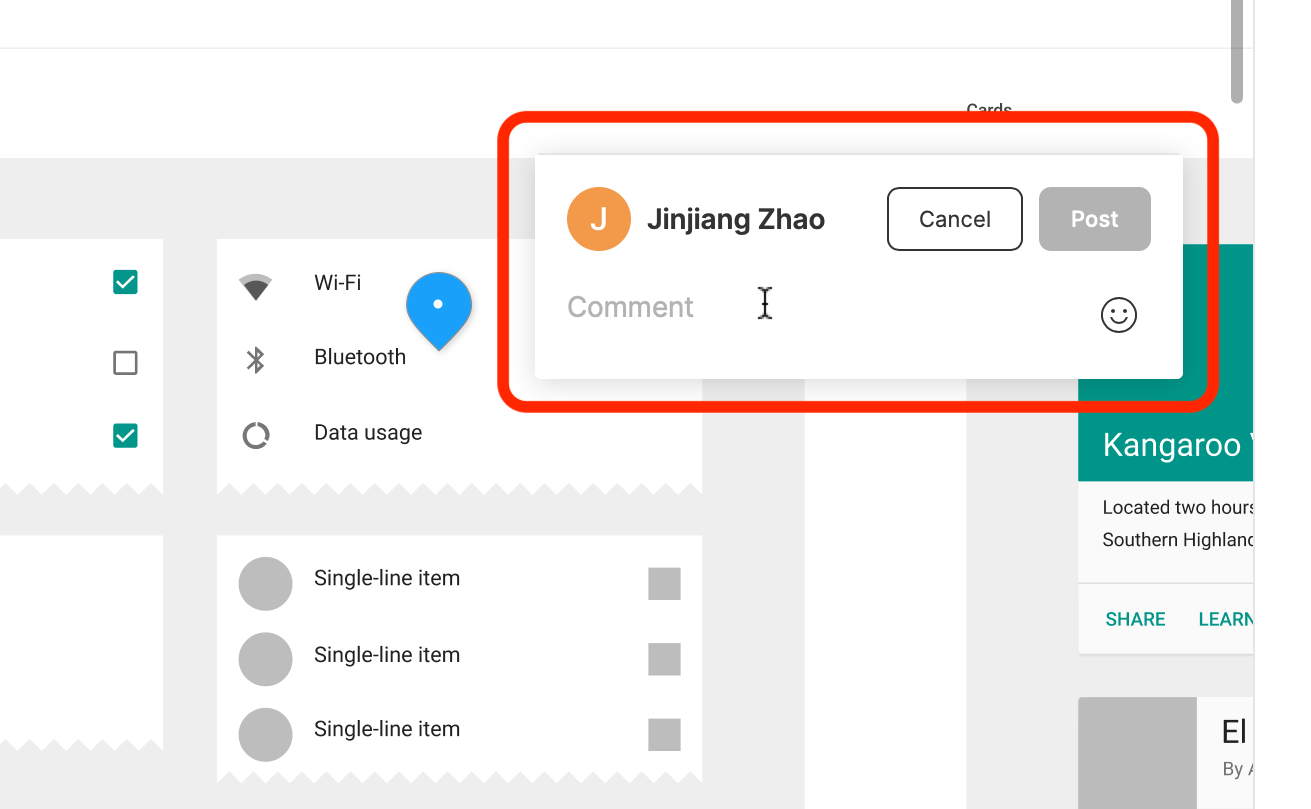 Cards
J
Jinjiang Zhao
Cancel
Post
Comment
Wi-Fi
Bluetooth
Data usage
Single-line item
Single-line item
Single-line item
Kangaroo
Located two hours
Southern Highland
SHARE
LEARN
El
By